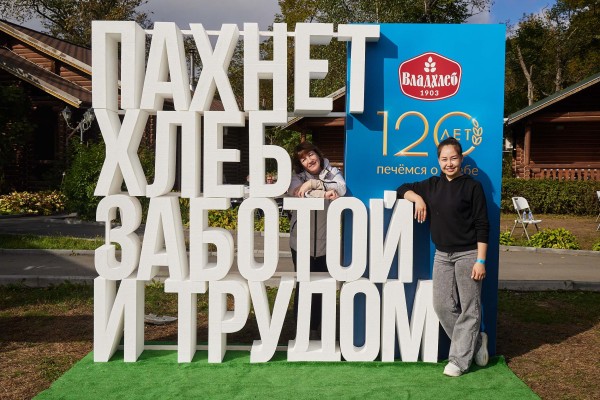 ПАХНЕТ
ХЛЕБ
ЗАБОТОЙ
И ТРУДОМ
Владхлеб
1903
120 ЛЕТ
печёмся о